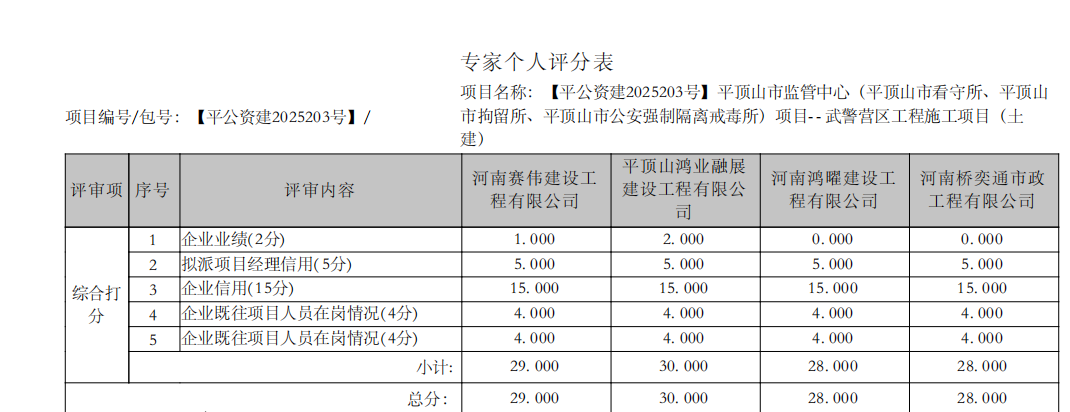 专家个人评分表
项目编号/包号：【平公资建2025203号】/
项目名称：【平公资建2025203号】平顶山市监管中心（平顶山市看守所、平顶山
市拘留所、平顶山市公安强制隔离戒毒所）项目--武警营区工程施工项目（土
建）
评审项 序号 评审内容 河南赛伟建设工 平顶山鸿业融展 河南鸿曜建设工 河南桥奕通市政
程有限公司 建设工程有限公 程有限公司 工程有限公司
司
综合打
分
1 企业业绩(2分) 1.000 2.000 0.000 0.000
2 拟派项目经理信用(5分) 5.000 5.000 5.000 5.000
3 企业信用(15分) 15.000 15.000 15.000 15.000
4 企业既往项目人员在岗情况(4分) 4.000 4.000 4.000 4.000
5 企业既往项目人员在岗情况(4分) 4.000 4.000 4.000 4.000
小计: 29.000 30.000 28.000 28.000
总分: 29.000 30.000 28.000 28.000